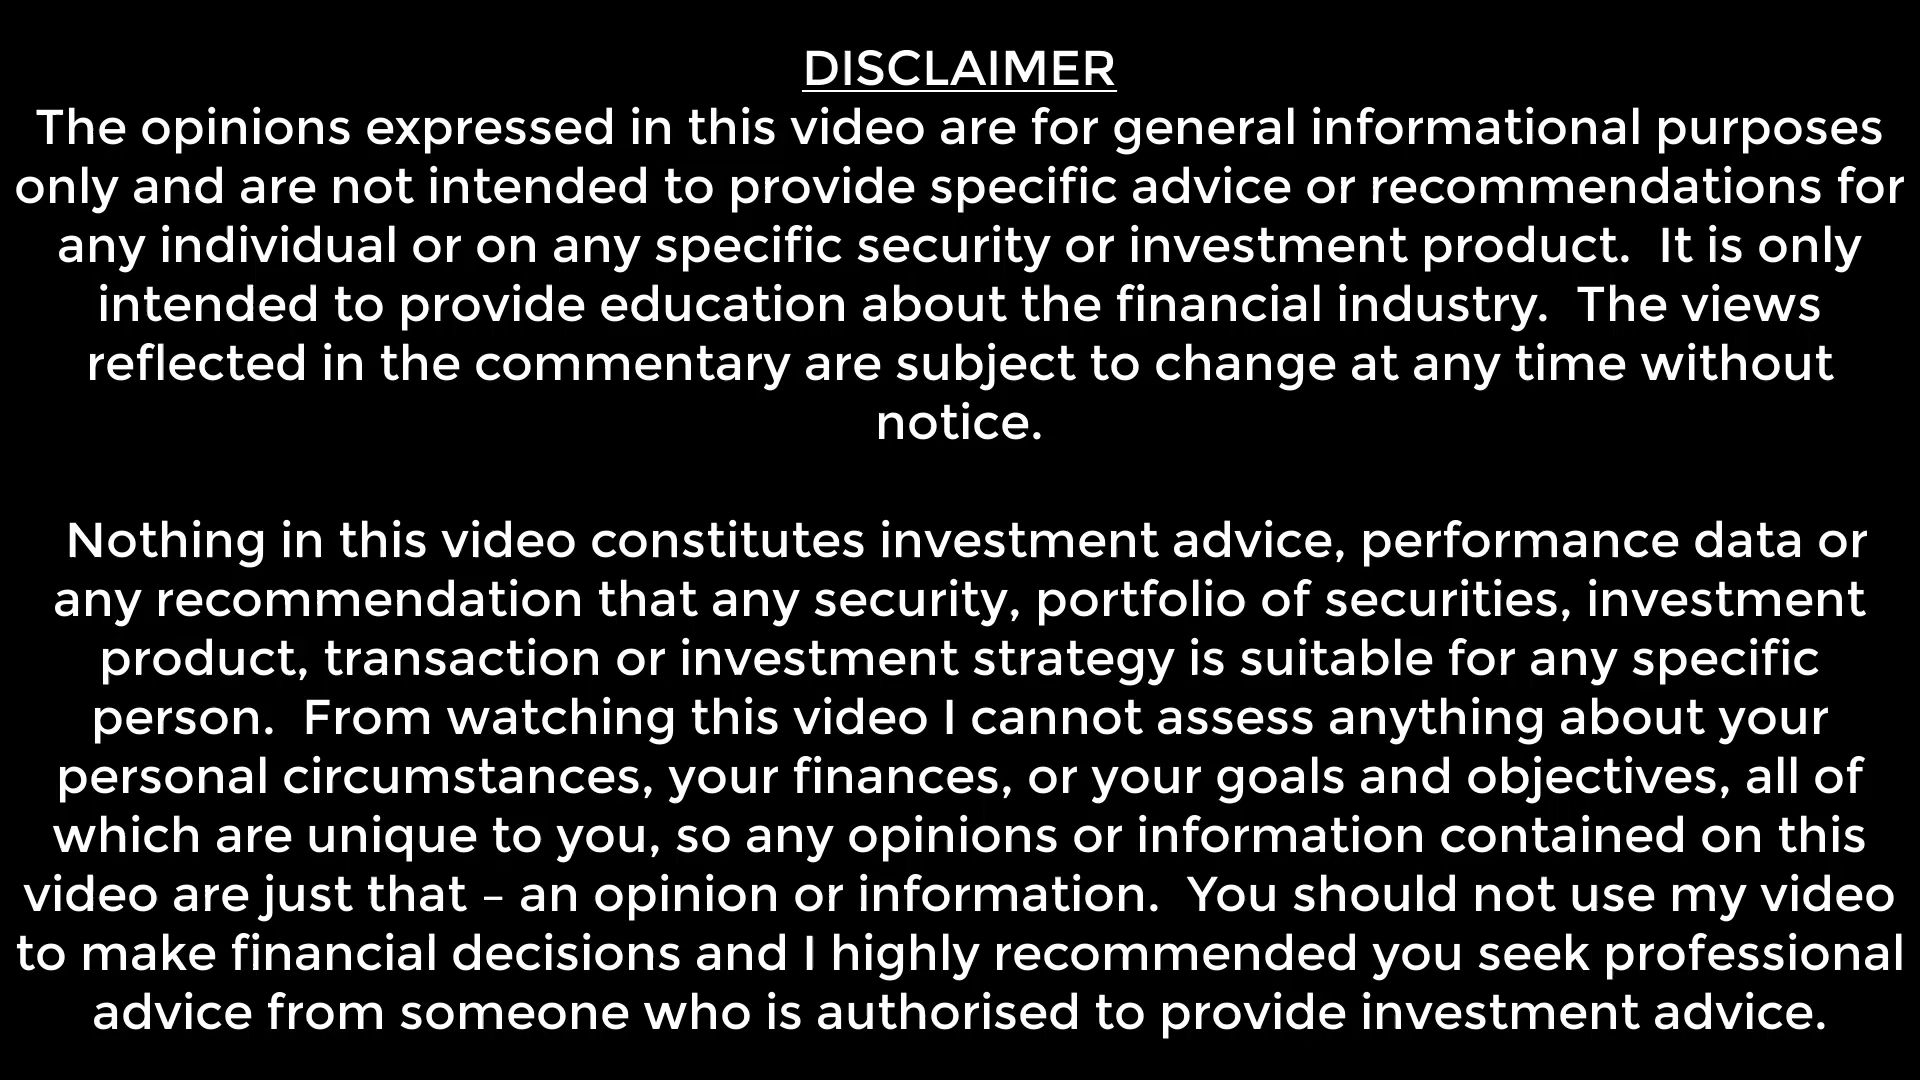 DISCLAIMER
The opinions expressed in this video are for general informational purposes
only and are not intended to provide specific advice or recommendations for
any individual or on any specific security or investment product.  It is only
intended to provide education about the financial industry.  The views
reflected in the commentary are subject to change at any time without
notice.
Nothing in this video constitutes investment advice, performance data or
any recommendation that any security, portfolio of securities, investment
product, transaction or investment strategy is suitable for any specific
person.  From watching this video I cannot assess anything about your
personal circumstances, your finances, or your goals and objectives, all of
which are unique to you, so any opinions or information contained on this
video are just that – an opinion or information.  You should not use my video
to make financial decisions and I highly recommended you seek professional
advice from someone who is authorised to provide investment advice.